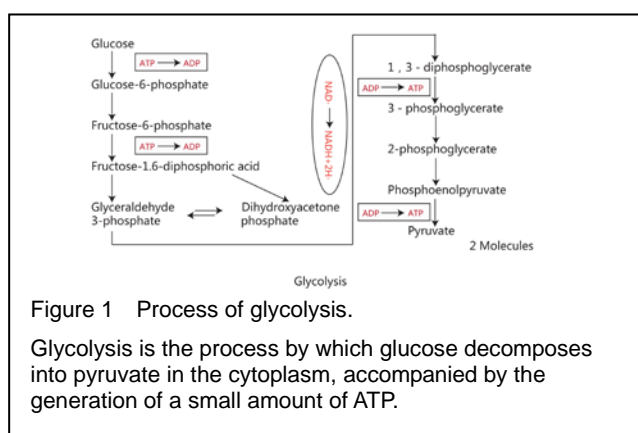 Glucose
ATP → ADP
Glucose-6-phosphate
Fructose-6-phosphate
ATP → ADP
Fructose-1.6-diphosphoric acid
Glyceraldehyde
3-phosphate
Dihydroxyacetone
phosphate
NAD·
NADH+2H·
1 , 3 - diphosphoglycerate
ADP → ATP
3 - phosphoglycerate
2-phosphoglycerate
Phosphoenolpyruvate
ADP → ATP
Pyruvate
2 Molecules
Glycolysis
Figure 1 Process of glycolysis.
Glycolysis is the process by which glucose decomposes
into pyruvate in the cytoplasm, accompanied by the
generation of a small amount of ATP.